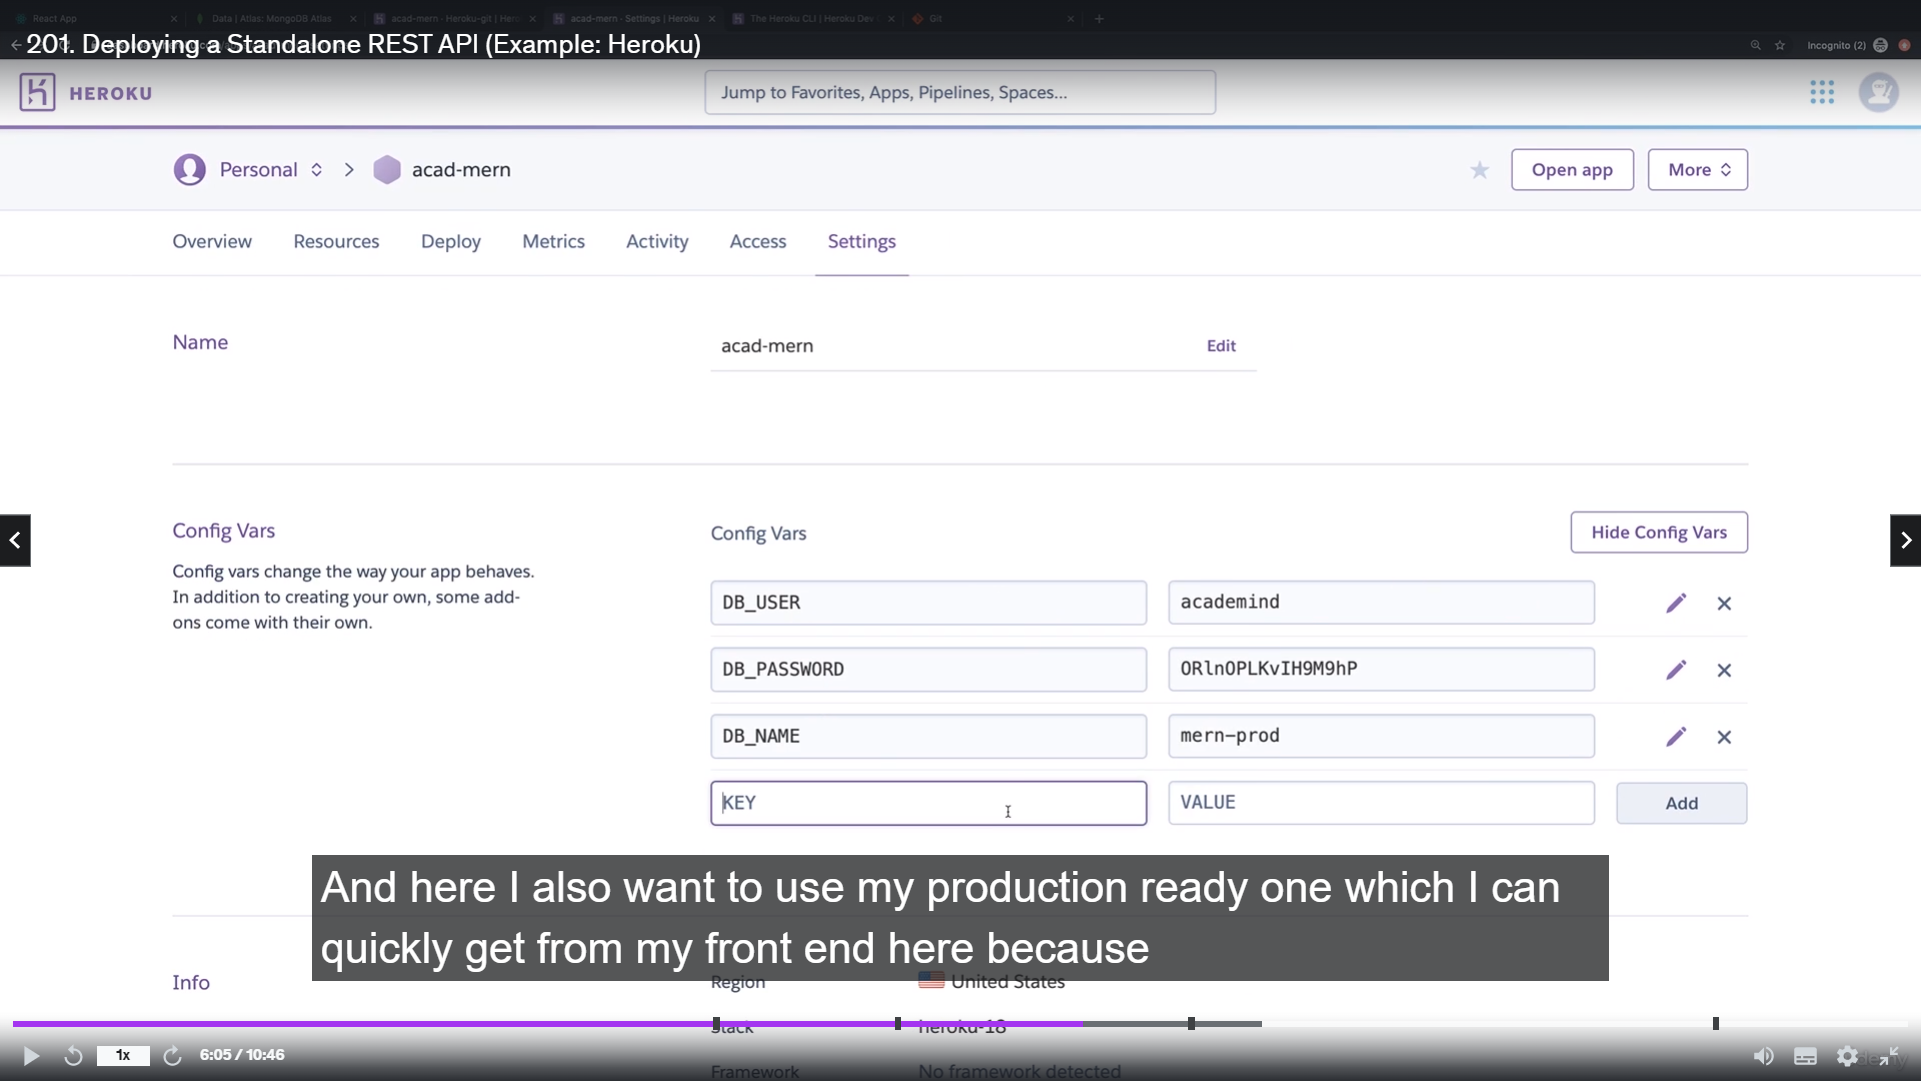 React App
Data | Atlas: MongoDB Atlas
acad-mern · Heroku-git | Hero
acad-mern · Settings | Heroku
The Heroku CLI | Heroku Dev
Git
201. Deploying a Standalone REST API (Example: Heroku)
Incognito (2)
HEROKU
Jump to Favorites, Apps, Pipelines, Spaces...
Personal
acad-mern
Open app
More
Overview
Resources
Deploy
Metrics
Activity
Access
Settings
Name
acad-mern
Edit
Config Vars
Config vars change the way your app behaves.
In addition to creating your own, some add-
ons come with their own.
Config Vars
Hide Config Vars
DB_USER
academind
DB_PASSWORD
ORlnOPLKvIH9M9hP
DB_NAME
mern-prod
KEY
VALUE
Add
And here I also want to use my production ready one which I can
quickly get from my front end here because
Info
Region
United States
Stack
heroku-18
Framework
No framework detected
1x
6:05 / 10:46